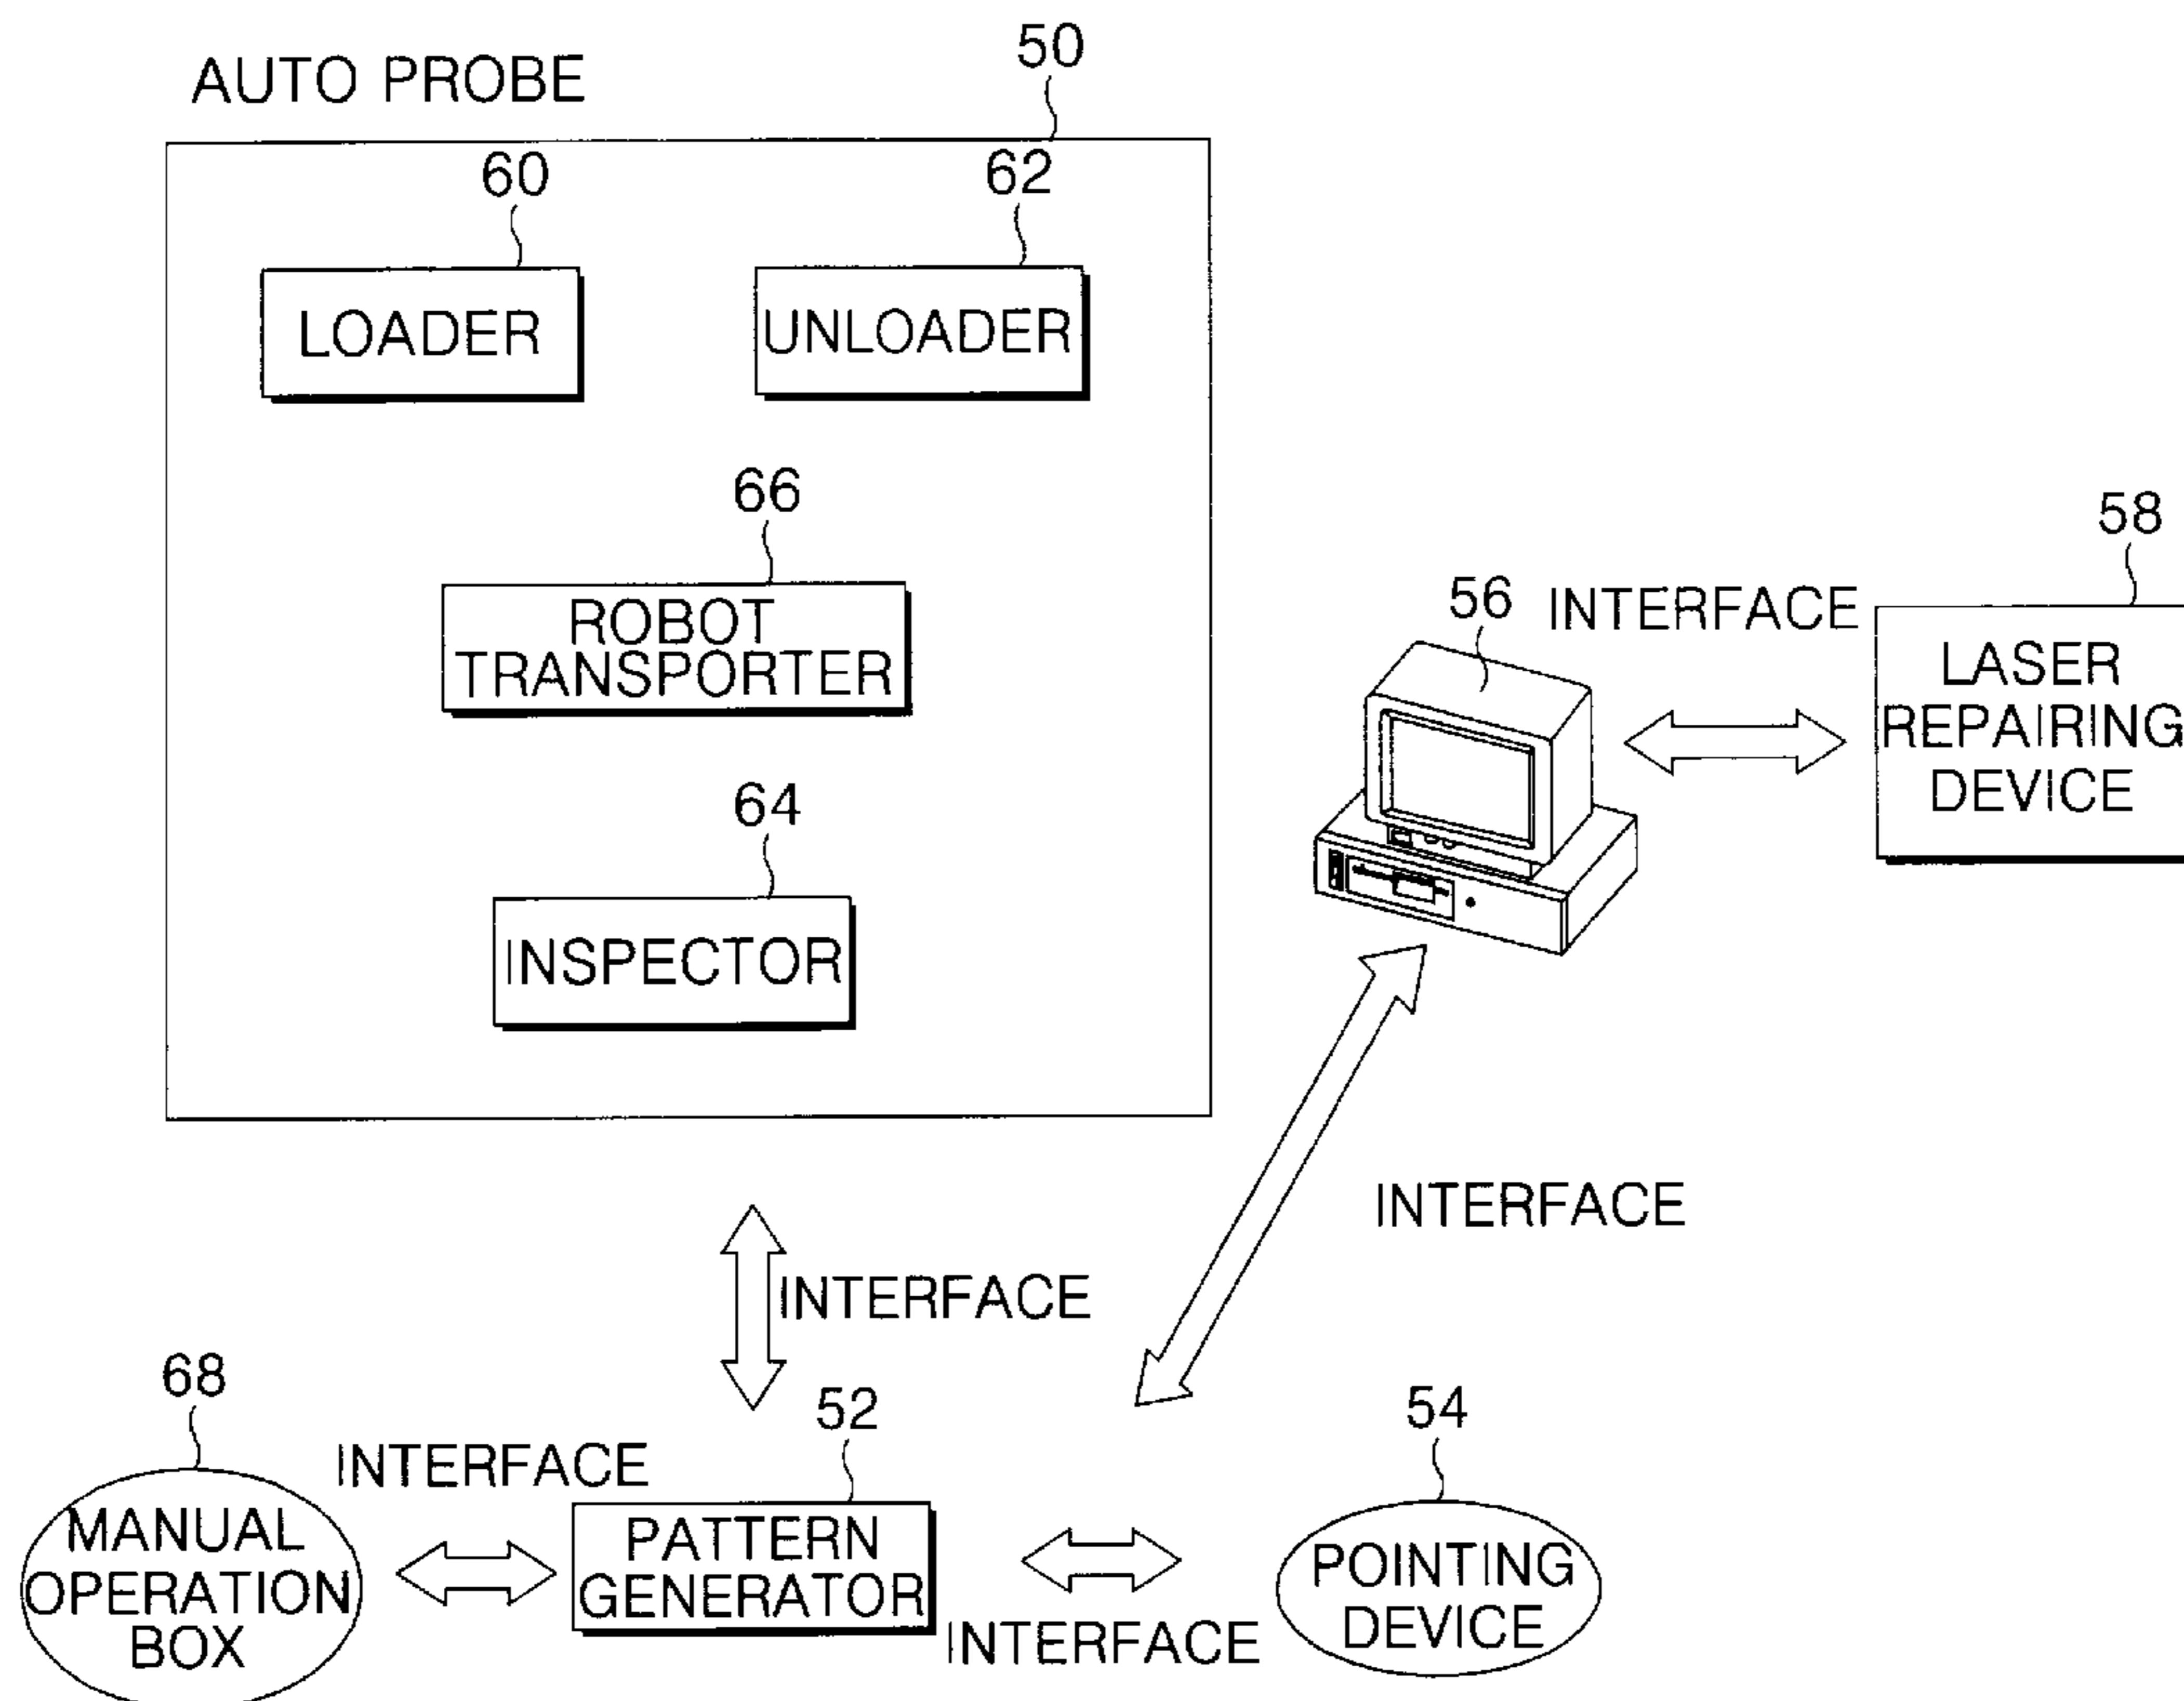 AUTO PROBE
50
60
62
LOADER
UNLOADER
66
ROBOT
TRANSPORTER
64
INSPECTOR
56
INTERFACE
58
LASER
REPAIRING
DEVICE
INTERFACE
INTERFACE
68
INTERFACE
52
54
MANUAL
OPERATION
BOX
PATTERN
GENERATOR
INTERFACE
POINTING
DEVICE